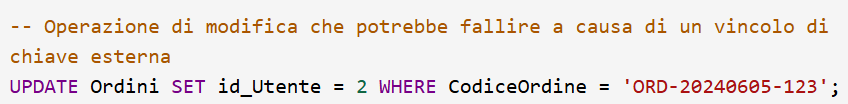 -- Operazione di modifica che potrebbe fallire a causa di un vincolo di
chiave esterna
UPDATE Ordini SET id_Utente = 2 WHERE CodiceOrdine = 'ORD-20240605-123';